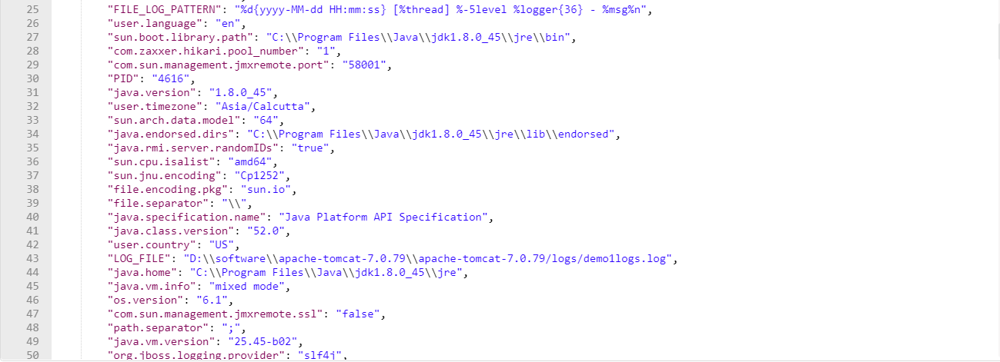 25 "FILE_LOG_PATTERN": "%d{yyyy-MM-dd HH:mm:ss} [%thread] %-5level %logger{36} - %msg%n",
26 "user.language": "en",
27 "sun.boot.library.path": "C:\\Program Files\\Java\\jdk1.8.0_45\\jre\\bin",
28 "com.zaxxer.hikari.pool_number": "1",
29 "com.sun.management.jmxremote.port": "58001",
30 "PID": "4616",
31 "java.version": "1.8.0_45",
32 "user.timezone": "Asia/Calcutta",
33 "sun.arch.data.model": "64",
34 "java.endorsed.dirs": "C:\\Program Files\\Java\\jdk1.8.0_45\\jre\\lib\\endorsed",
35 "java.rmi.server.randomIDs": "true",
36 "sun.cpu.isalist": "amd64",
37 "sun.jnu.encoding": "Cp1252",
38 "file.encoding.pkg": "sun.io",
39 "file.separator": "\\",
40 "java.specification.name": "Java Platform API Specification",
41 "java.class.version": "52.0",
42 "user.country": "US",
43 "LOG_FILE": "D:\\software\\apache-tomcat-7.0.79\\apache-tomcat-7.0.79/logs/demo1logs.log",
44 "java.home": "C:\\Program Files\\Java\\jdk1.8.0_45\\jre",
45 "java.vm.info": "mixed mode",
46 "os.version": "6.1",
47 "com.sun.management.jmxremote.ssl": "false",
48 "path.separator": ";",
49 "java.vm.version": "25.45-b02",
50 "org.jboss.logging.provider": "slf4j",